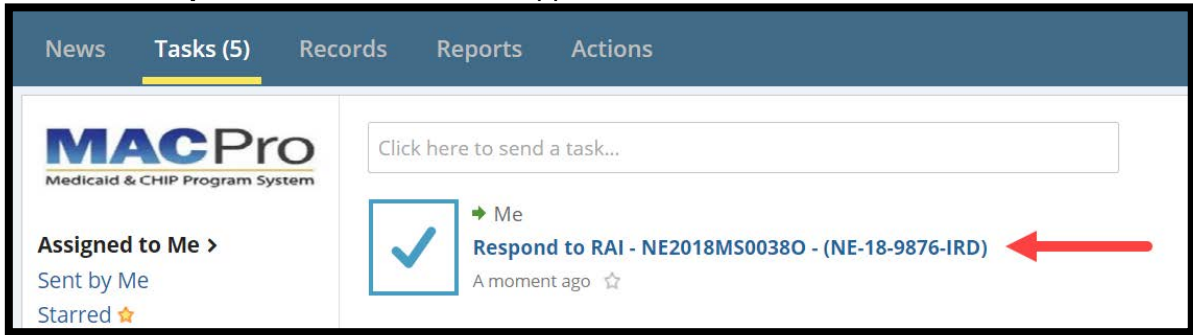 News Tasks (5) Records Reports Actions
MACPro
Medicaid & CHIP Program System
Click here to send a task...
Me
Assigned to Me >
Respond to RAI - NE2018MS0038O - (NE-18-9876-IRD)
Sent by Me
A moment ago
Starred